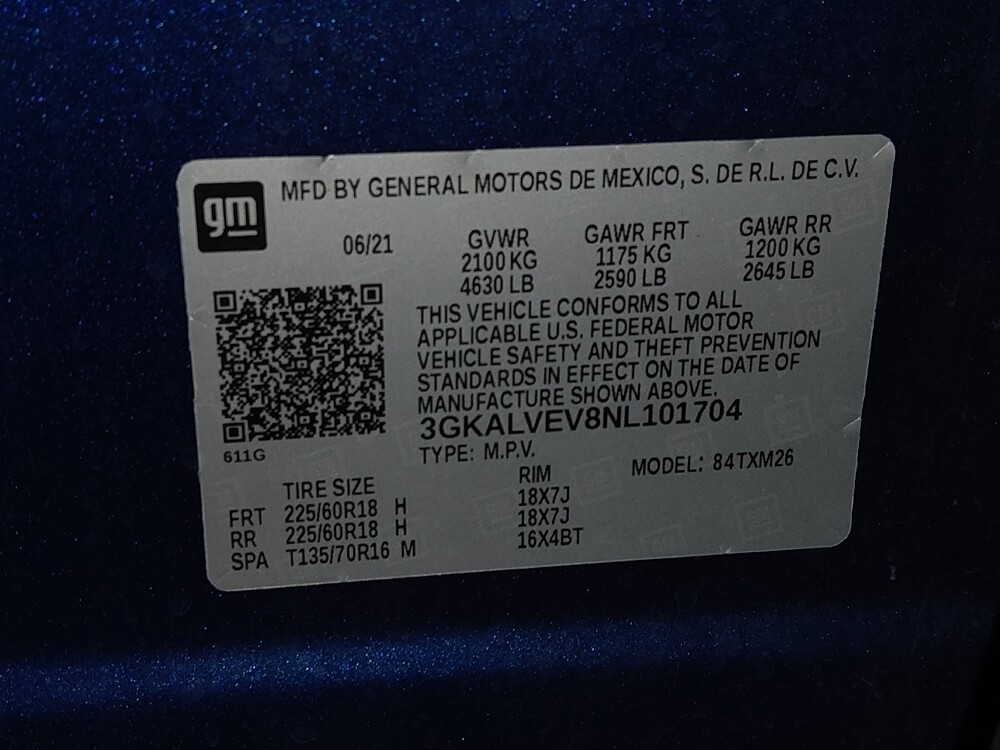 gm
MFD BY GENERAL MOTORS DE MEXICO, S. DE R.L. DE C.V.
06/21 GVWR GAWR FRT GAWR RR
2100 KG 1175 KG 1200 KG
4630 LB 2590 LB 2645 LB
THIS VEHICLE CONFORMS TO ALL
APPLICABLE U.S. FEDERAL MOTOR
VEHICLE SAFETY AND THEFT PREVENTION
STANDARDS IN EFFECT ON THE DATE OF
MANUFACTURE SHOWN ABOVE.
3GKALVEV8NL101704
611G
TYPE: M.P.V. MODEL: 84TXM26
TIRE SIZE RIM
FRT 225/60R18 H 18X7J
RR 225/60R18 H 18X7J
SPA T135/70R16 M 16X4BT